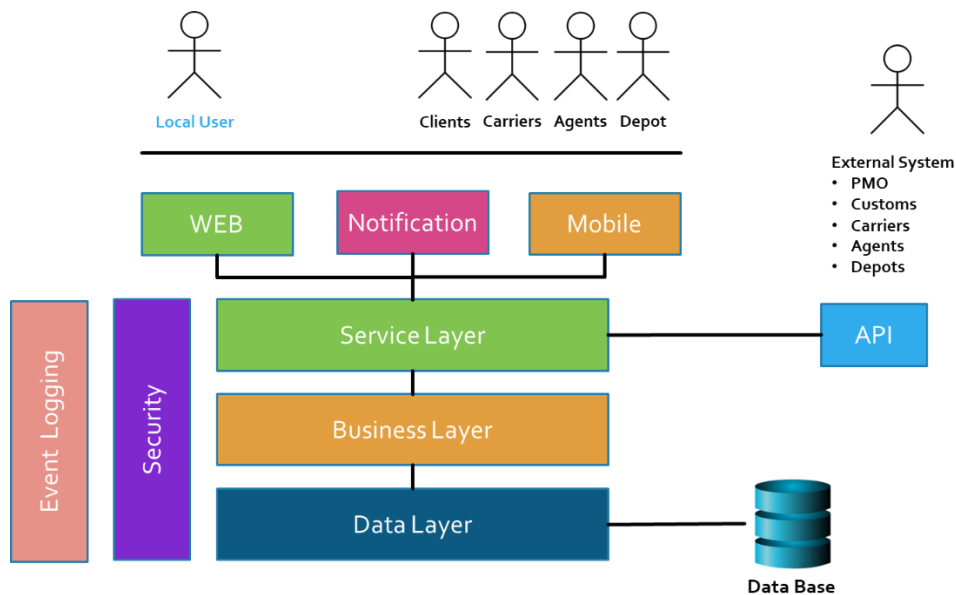 Local User
Clients
Carriers
Agents
Depot
External System
• PMO
• Customs
• Carriers
• Agents
• Depots
WEB
Notification
Mobile
Event Logging
Security
Service Layer
API
Business Layer
Data Layer
Data Base